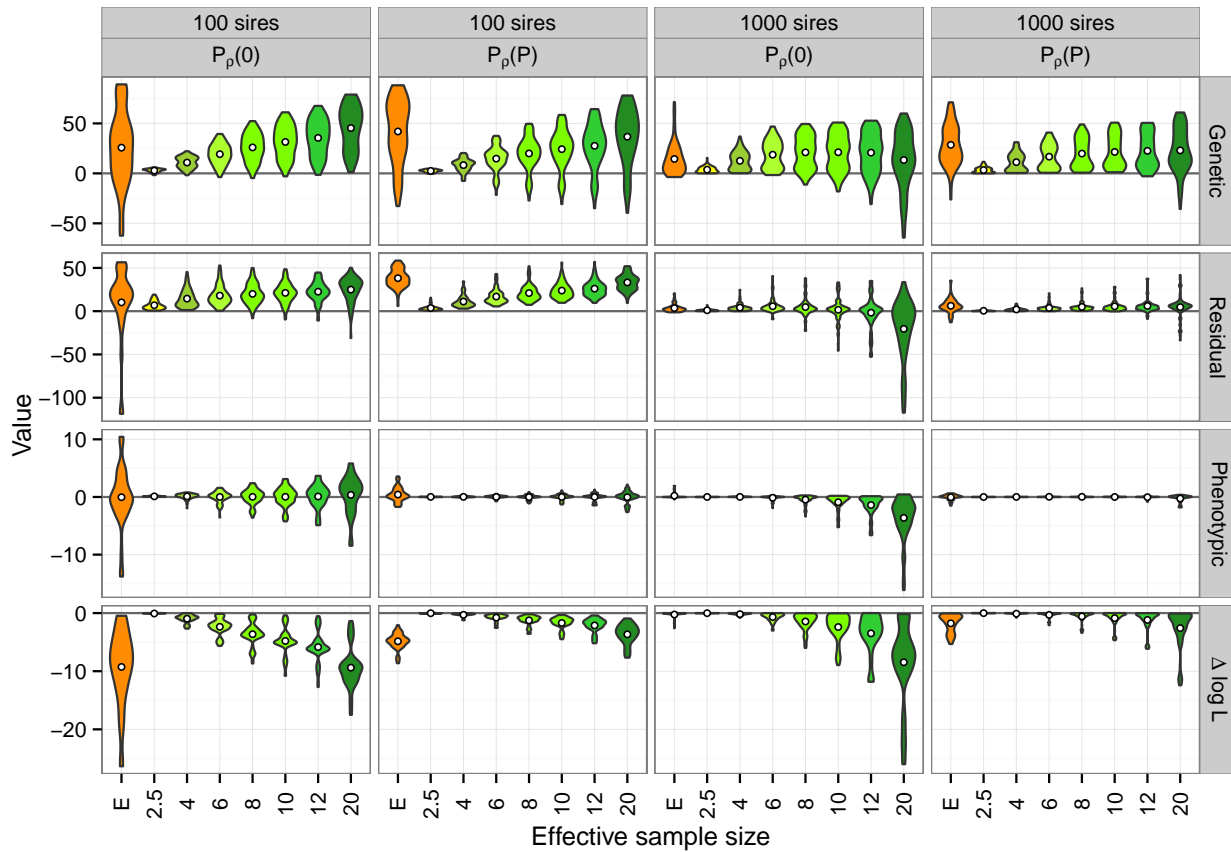 100 sires 100 sires 1000 sires 1000 sires
Pρ(0) Pρ(P) Pρ(0) Pρ(P)
50
0
−50
Genetic
50
0
−50
−100
Residual
10
0
−10
Phenotypic
0
−10
−20
Δ log L
Value
E 2.5 4 6 8 10 12 20 E 2.5 4 6 8 10 12 20 E 2.5 4 6 8 10 12 20 E 2.5 4 6 8 10 12 20
Effective sample size